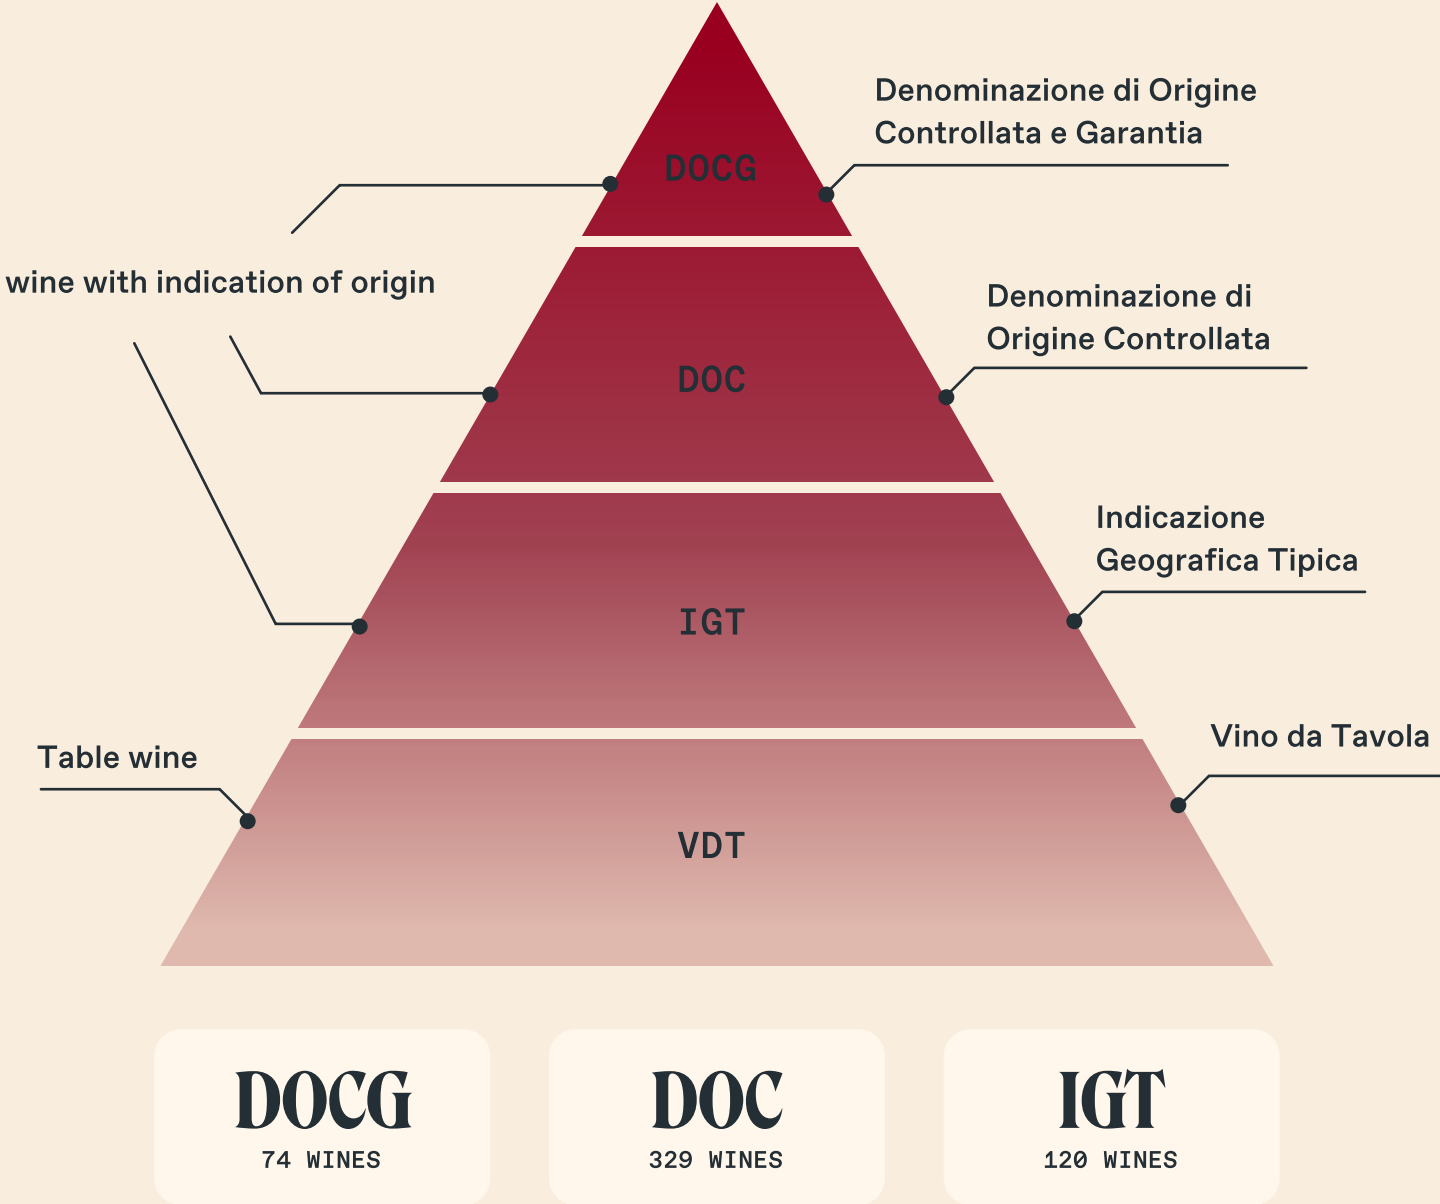 Denominazione di Origine
Controllata e Garantia
DOCG
wine with indication of origin
Denominazione di
Origine Controllata
DOC
Indicazione
Geografica Tipica
IGT
Table wine
Vino da Tavola
VDT
DOCG
74 WINES
DOC
329 WINES
IGT
120 WINES